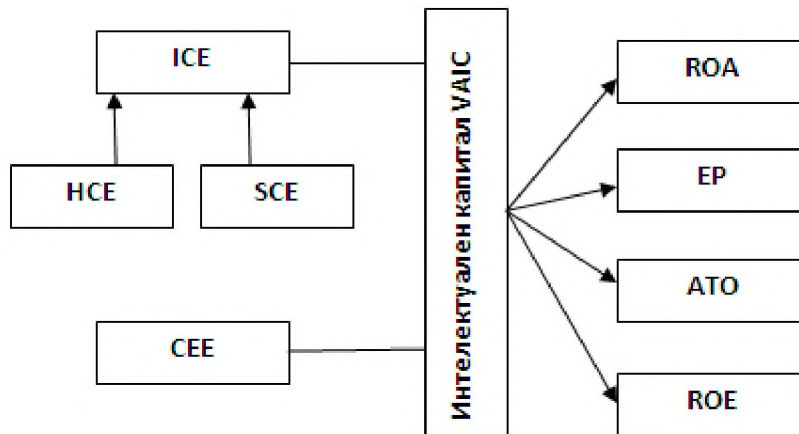 ICE
HCE
SCE
CEE
Интелектуален капитал VAIC
ROA
EP
ATO
ROE